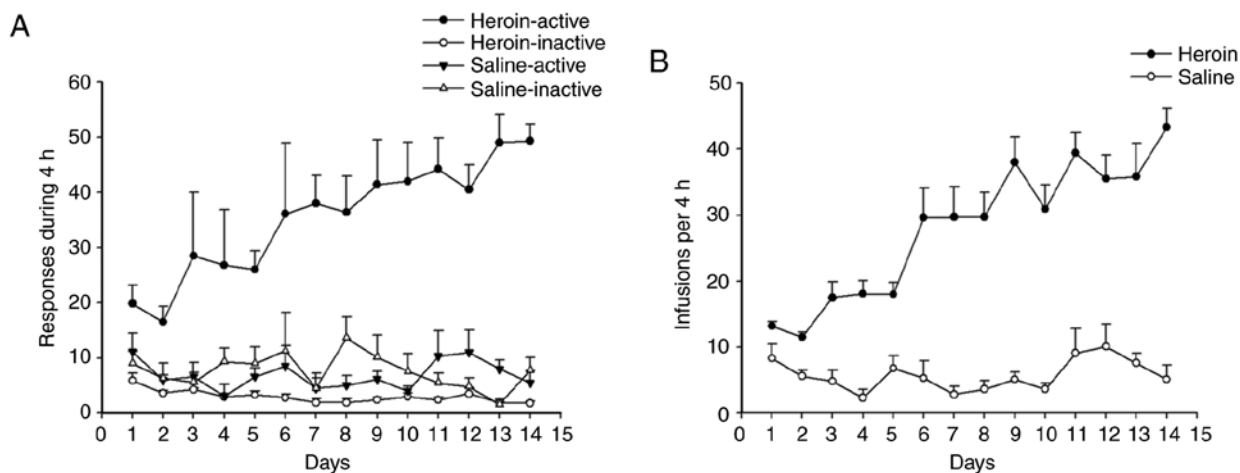 A
Heroin-active
Heroin-inactive
Saline-active
Saline-inactive
60
50
40
30
20
10
0
Responses during 4 h
0 1 2 3 4 5 6 7 8 9 10 11 12 13 14 15
Days
B
Heroin
Saline
50
40
30
20
10
0
Infusions per 4 h
0 1 2 3 4 5 6 7 8 9 10 11 12 13 14 15
Days